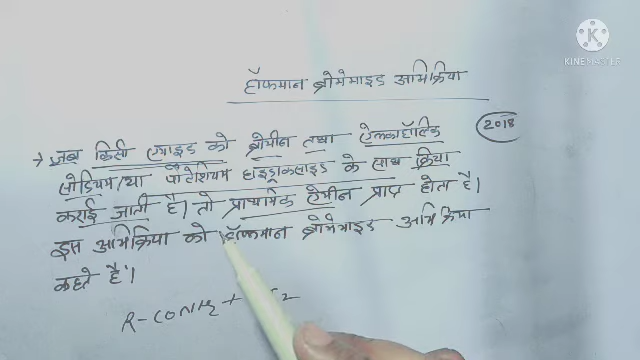 हॉफमान ब्रोमेमाइड अभिक्रिया
KINEMASTER
→ जब किसी एमाइड को ब्रोमीन तथा ऐल्कोहॉलिक 2018
सोडियम/या पोटेशियम हाइड्राक्साइड के साथ क्रिया
कराई जाती है। तो प्राथमिक ऐमीन प्राप्त होता है।
इस अभिक्रिया को हॉफमान ब्रोमेमाइड अभिक्रिया
कहते है।
R-CONH2 +